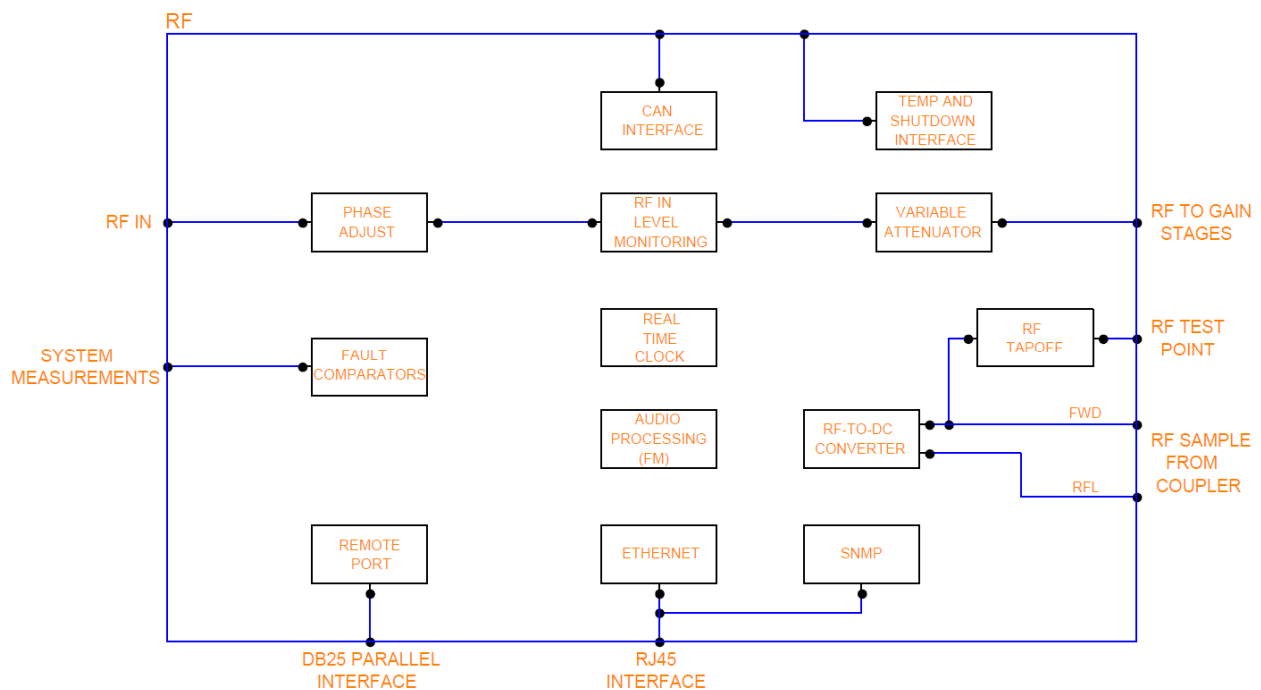 RF
CAN
INTERFACE
TEMP AND
SHUTDOWN
INTERFACE
RF IN
PHASE
ADJUST
RF IN
LEVEL
MONITORING
VARIABLE
ATTENUATOR
RF TO GAIN
STAGES
SYSTEM
MEASUREMENTS
FAULT
COMPARATORS
REAL
TIME
CLOCK
RF
TAPOFF
RF TEST
POINT
AUDIO
PROCESSING
(FM)
RF-TO-DC
CONVERTER
FWD
RFL
RF SAMPLE
FROM
COUPLER
REMOTE
PORT
ETHERNET
SNMP
DB25 PARALLEL
INTERFACE
RJ45
INTERFACE